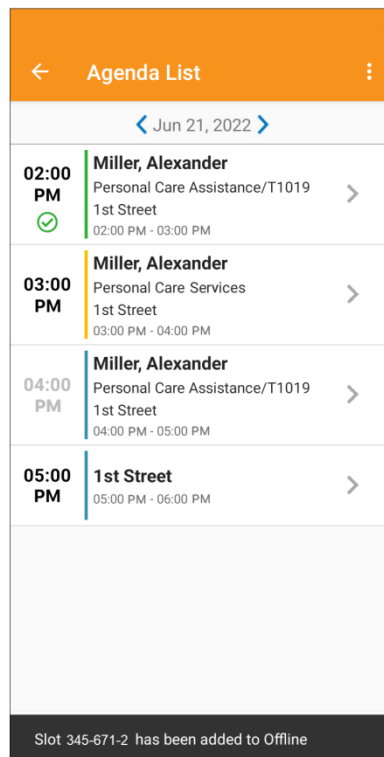 Agenda List
Jun 21, 2022
02:00
PM
Miller, Alexander
Personal Care Assistance/T1019
1st Street
02:00 PM - 03:00 PM
03:00
PM
Miller, Alexander
Personal Care Services
1st Street
03:00 PM - 04:00 PM
04:00
PM
Miller, Alexander
Personal Care Assistance/T1019
1st Street
04:00 PM - 05:00 PM
05:00
PM
1st Street
05:00 PM - 06:00 PM
Slot 345-671-2 has been added to Offline